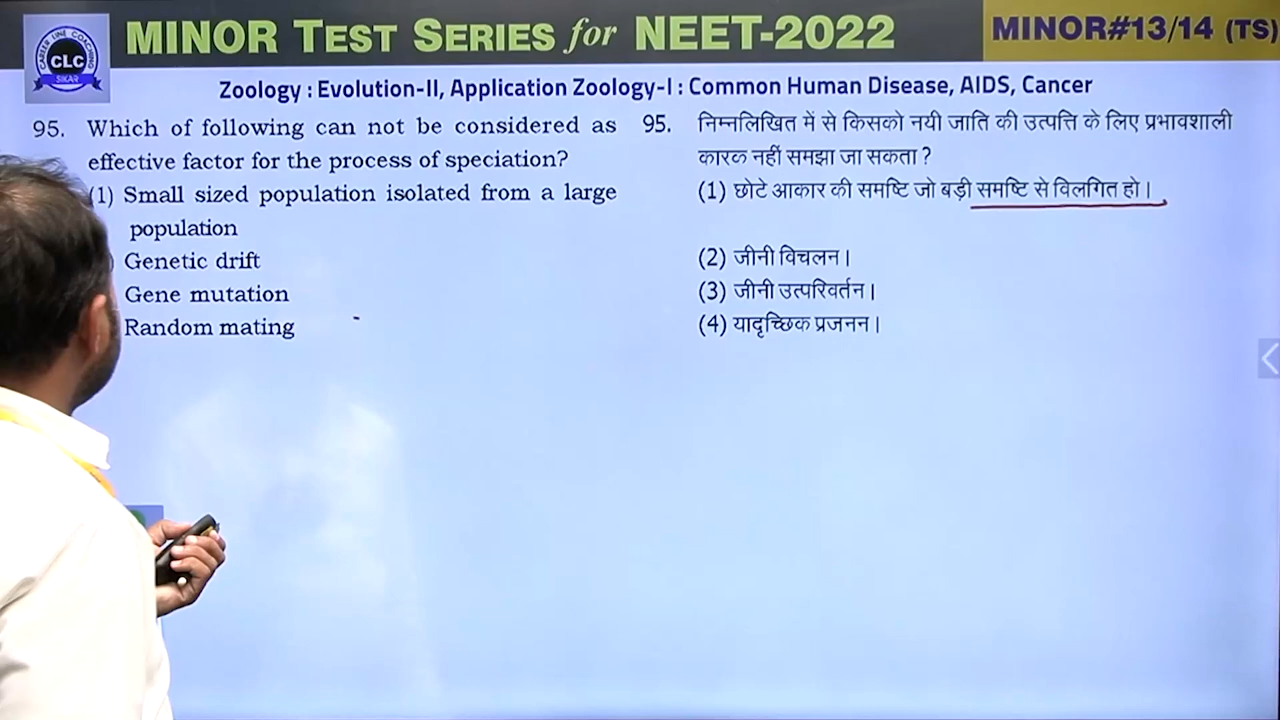 MINOR TEST SERIES for NEET-2022
MINOR#13/14 (TS)
CAREER LINE COACHING
CLC
SIKAR
Zoology : Evolution-II, Application Zoology-I : Common Human Disease, AIDS, Cancer
95. Which of following can not be considered as
effective factor for the process of speciation?
(1) Small sized population isolated from a large
population
) Genetic drift
Gene mutation
Random mating
95. निम्नलिखित में से किसको नयी जाति की उत्पत्ति के लिए प्रभावशाली
कारक नहीं समझा जा सकता ?
(1) छोटे आकार की समष्टि जो बड़ी समष्टि से विलगित हो।
(2) जीनी विचलन।
(3) जीनी उत्परिवर्तन।
(4) यादृच्छिक प्रजनन।